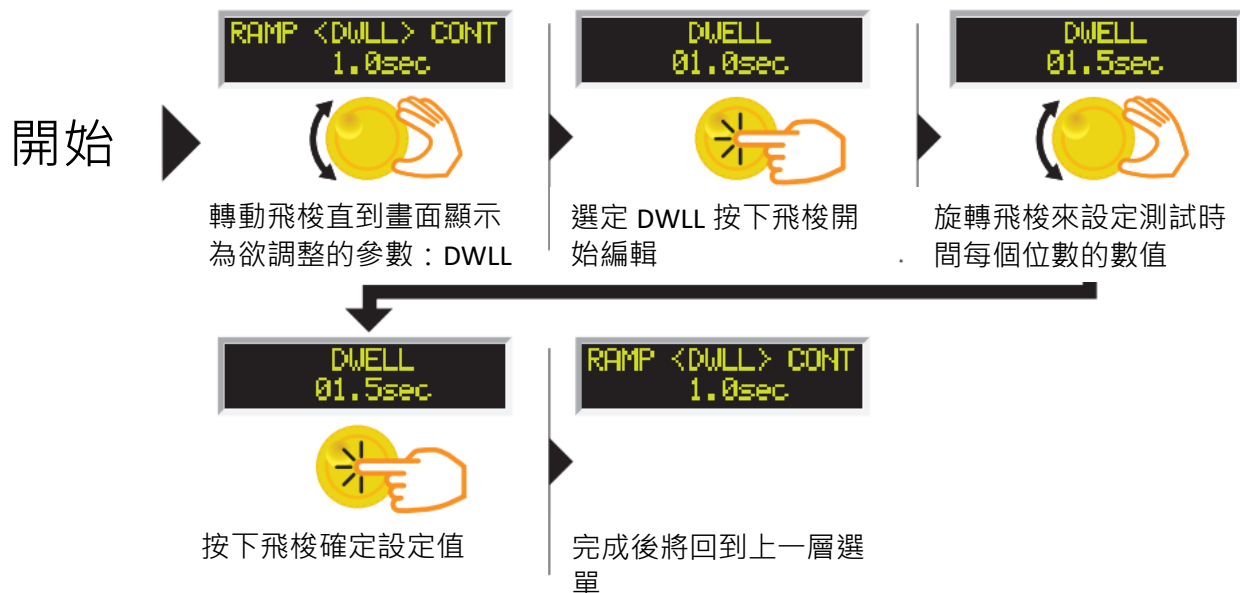 開始
RAMP <DWLL> CONT
1.0sec
轉動飛梭直到畫面顯示
為欲調整的參數：DWLL
DWELL
01.0sec
選定 DWLL 按下飛梭開
始編輯
DWELL
01.5sec
旋轉飛梭來設定測試時
間每個位數的數值
DWELL
01.5sec
按下飛梭確定設定值
RAMP <DWLL> CONT
1.0sec
完成後將回到上一層選
單